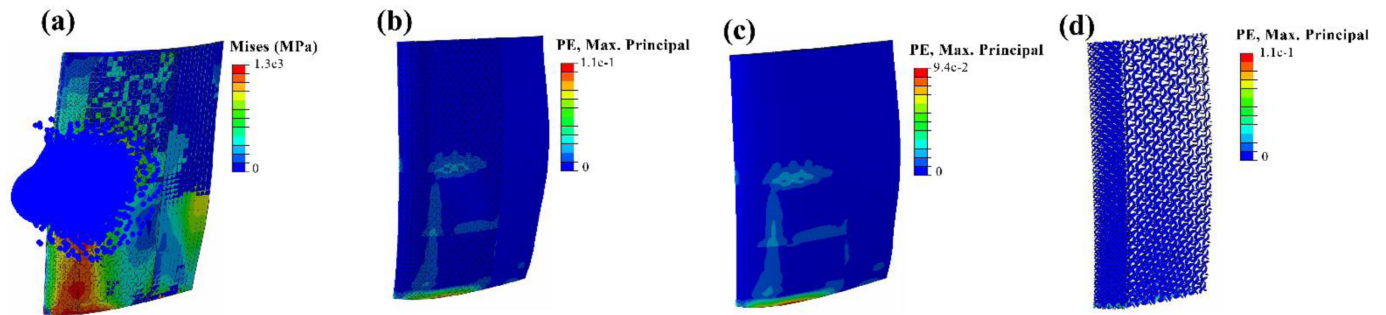 (a)
Mises (MPa)
1.3e3
0
(b)
PE, Max. Principal
1.1e-1
0
(c)
PE, Max. Principal
9.4e-2
0
(d)
PE, Max. Principal
1.1e-1
0